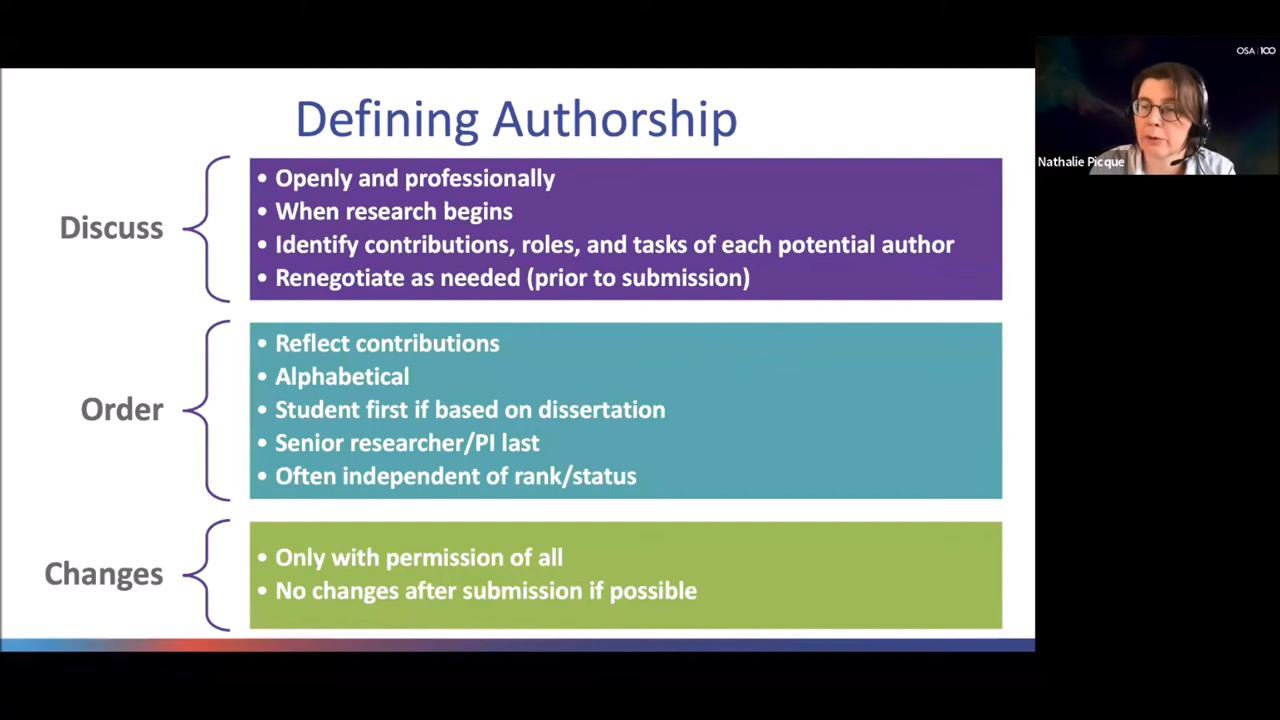 Defining Authorship
Discuss
• Openly and professionally
• When research begins
• Identify contributions, roles, and tasks of each potential author
• Renegotiate as needed (prior to submission)
Order
• Reflect contributions
• Alphabetical
• Student first if based on dissertation
• Senior researcher/PI last
• Often independent of rank/status
Changes
• Only with permission of all
• No changes after submission if possible
OSA | 100
Nathalie Picque